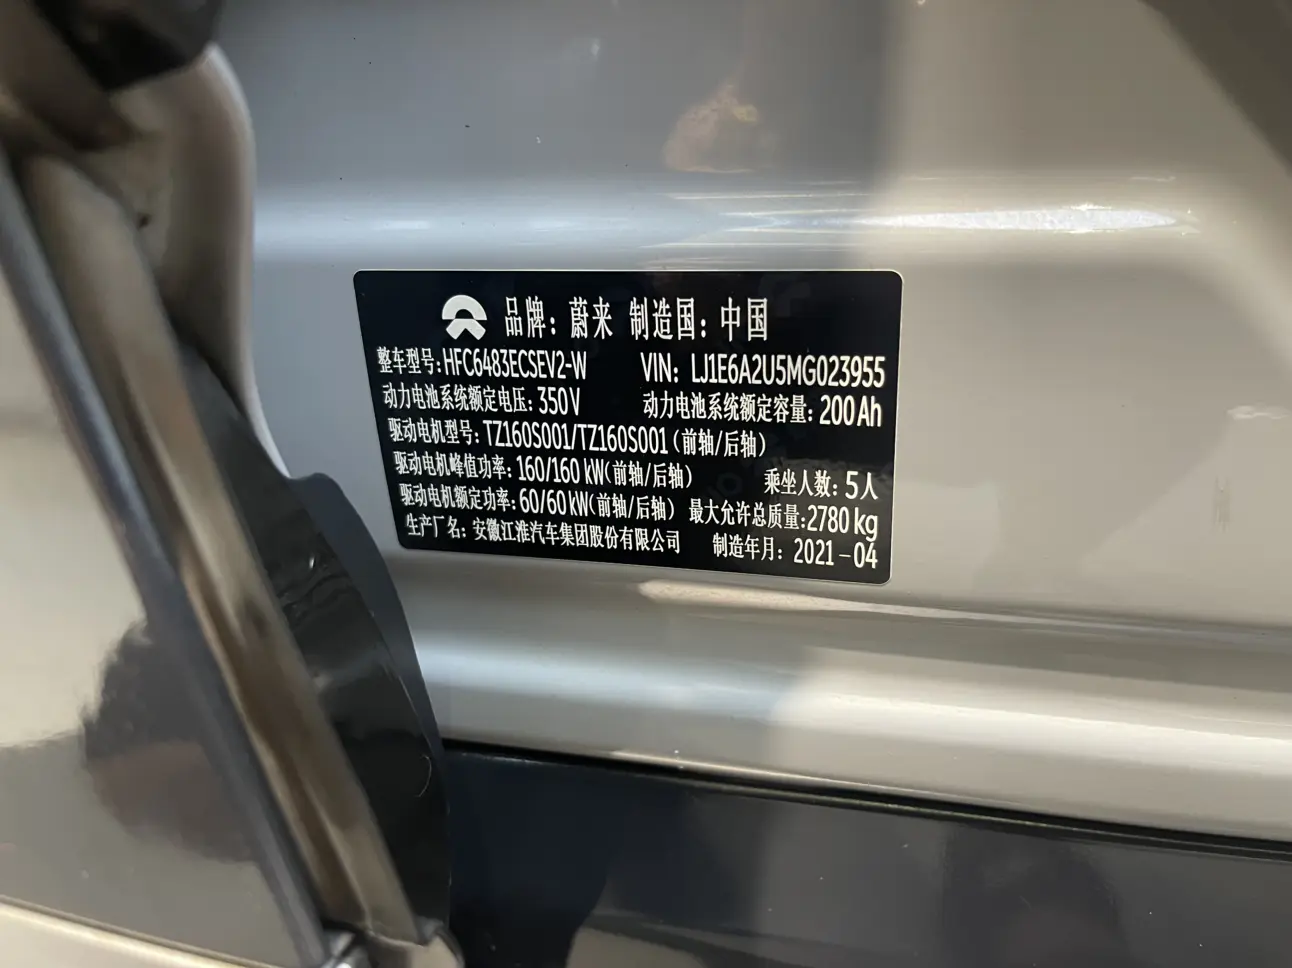 品牌：蔚来 制造国：中国
整车型号：HFC6483ECSEV2-W VIN：LJ1E6A2U5MG023955
动力电池系统额定电压：350V 动力电池系统额定容量：200Ah
驱动电机型号：TZ160S001/TZ160S001（前轴/后轴）
驱动电机峰值功率：160/160 kW（前轴/后轴） 乘坐人数：5人
驱动电机额定功率：60/60kW（前轴/后轴） 最大允许总质量：2780kg
生产厂名：安徽江淮汽车集团股份有限公司 制造年月：2021-04